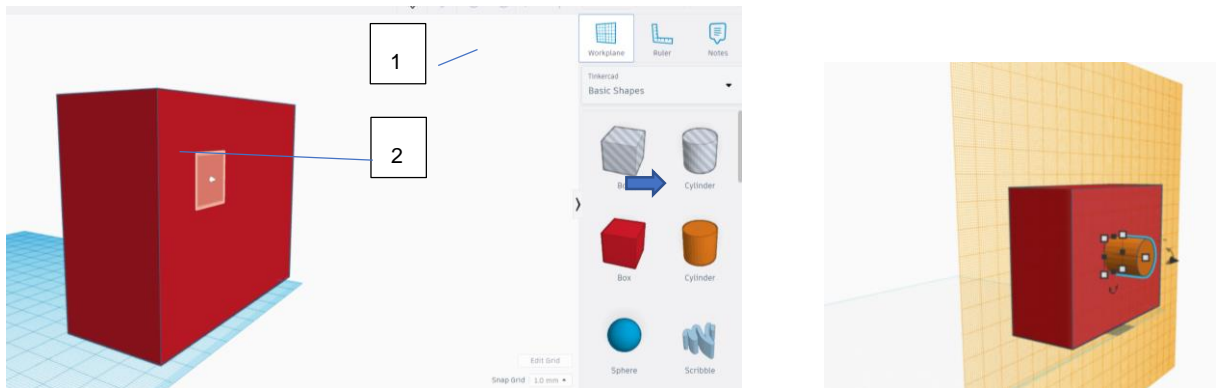 1
2
Workplane Ruler Notes
Tinkercad
Basic Shapes
Cylinder
Box Cylinder
Sphere Scribble
Edit Grid
Snap Grid 1.0 mm